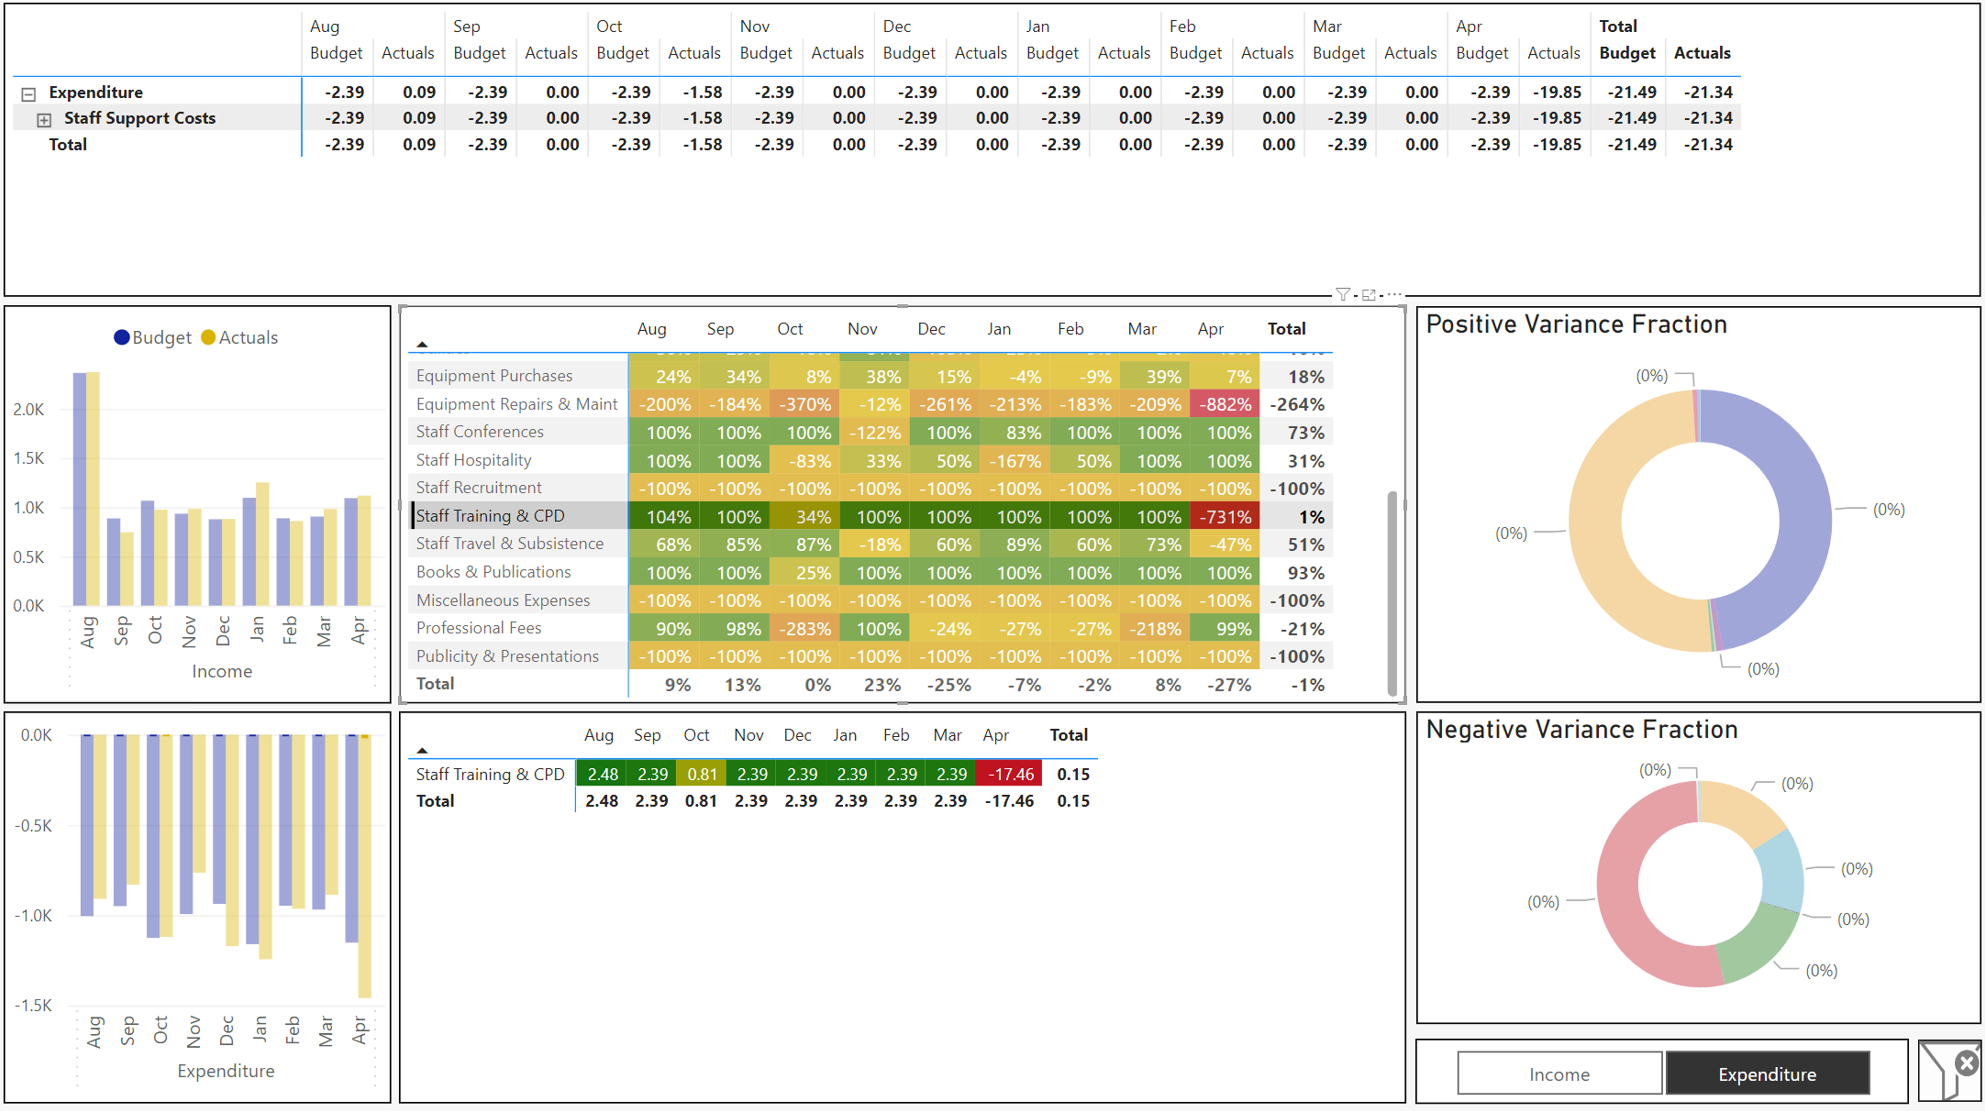 Aug Sep Oct Nov Dec Jan Feb Mar Apr Total
Budget Actuals Budget Actuals Budget Actuals Budget Actuals Budget Actuals Budget Actuals Budget Actuals Budget Actuals Budget Actuals Budget Actuals
Expenditure -2.39 0.09 -2.39 0.00 -2.39 -1.58 -2.39 0.00 -2.39 0.00 -2.39 0.00 -2.39 0.00 -2.39 0.00 -2.39 -19.85 -21.49 -21.34
Staff Support Costs -2.39 0.09 -2.39 0.00 -2.39 -1.58 -2.39 0.00 -2.39 0.00 -2.39 0.00 -2.39 0.00 -2.39 0.00 -2.39 -19.85 -21.49 -21.34
Total -2.39 0.09 -2.39 0.00 -2.39 -1.58 -2.39 0.00 -2.39 0.00 -2.39 0.00 -2.39 0.00 -2.39 0.00 -2.39 -19.85 -21.49 -21.34
Budget Actuals
2.0K
1.5K
1.0K
0.5K
0.0K
Aug Sep Oct Nov Dec Jan Feb Mar Apr
Income
Aug Sep Oct Nov Dec Jan Feb Mar Apr Total
Equipment Purchases 24% 34% 8% 38% 15% -4% -9% 39% 7% 18%
Equipment Repairs & Maint -200% -184% -370% -12% -261% -213% -183% -209% -882% -264%
Staff Conferences 100% 100% 100% -122% 100% 83% 100% 100% 100% 73%
Staff Hospitality 100% 100% -83% 33% 50% -167% 50% 100% 100% 31%
Staff Recruitment -100% -100% -100% -100% -100% -100% -100% -100% -100% -100%
Staff Training & CPD 104% 100% 34% 100% 100% 100% 100% 100% -731% 1%
Staff Travel & Subsistence 68% 85% 87% -18% 60% 89% 60% 73% -47% 51%
Books & Publications 100% 100% 25% 100% 100% 100% 100% 100% 100% 93%
Miscellaneous Expenses -100% -100% -100% -100% -100% -100% -100% -100% -100% -100%
Professional Fees 90% 98% -283% 100% -24% -27% -27% -218% 99% -21%
Publicity & Presentations -100% -100% -100% -100% -100% -100% -100% -100% -100% -100%
Total 9% 13% 0% 23% -25% -7% -2% 8% -27% -1%
Positive Variance Fraction
(0%)
(0%)
(0%)
(0%)
0.0K
-0.5K
-1.0K
-1.5K
Aug Sep Oct Nov Dec Jan Feb Mar Apr
Expenditure
Aug Sep Oct Nov Dec Jan Feb Mar Apr Total
Staff Training & CPD 2.48 2.39 0.81 2.39 2.39 2.39 2.39 2.39 -17.46 0.15
Total 2.48 2.39 0.81 2.39 2.39 2.39 2.39 2.39 -17.46 0.15
Negative Variance Fraction
(0%)
(0%)
(0%)
(0%)
(0%)
(0%)
Income Expenditure